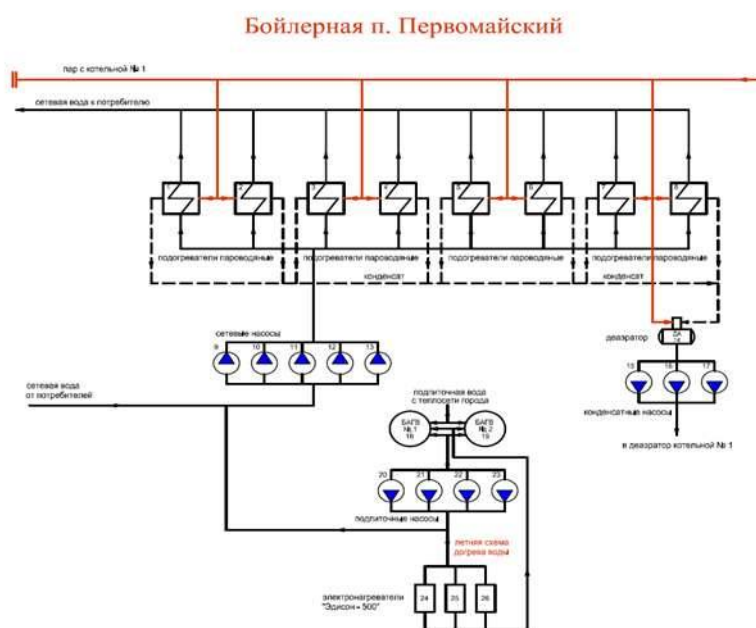 Бойлерная п. Первомайский
пар с котельной № 1
сетевая вода к потребителю
1
2
3
4
5
6
7
8
подогреватели пароводяные
подогреватели пароводяные
подогреватели пароводяные
подогреватели пароводяные
конденсат
конденсат
сетевые насосы
9
10
11
12
13
деаэратор
ДА
14
15
16
17
конденсатные насосы
в деаэратор котельной № 1
сетевая вода
от потребителей
подпиточная вода
с теплосети города
БАГВ
№ 1
18
БАГВ
№ 2
19
20
21
22
23
подпиточные насосы
летняя схема
догрева воды
электронагреватели
"Эдисон - 500"
24
25
26